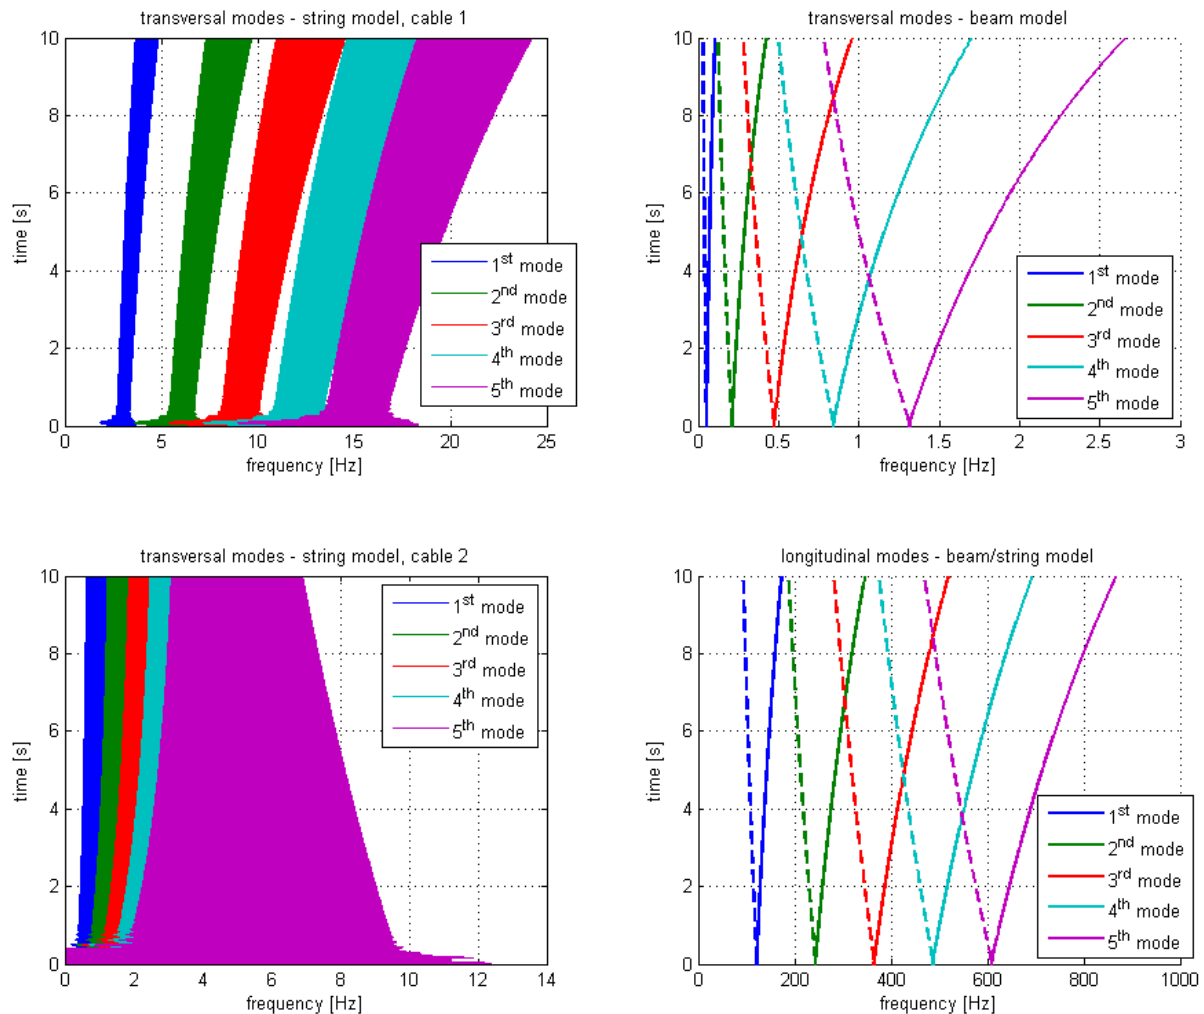 transversal modes - string model, cable 1
10
8
6
4
2
0
time [s]
1st mode
2nd mode
3rd mode
4th mode
5th mode
0 5 10 15 20 25
frequency [Hz]
transversal modes - beam model
10
8
6
4
2
0
time [s]
1st mode
2nd mode
3rd mode
4th mode
5th mode
0 0.5 1 1.5 2 2.5 3
frequency [Hz]
transversal modes - string model, cable 2
10
8
6
4
2
0
time [s]
1st mode
2nd mode
3rd mode
4th mode
5th mode
0 2 4 6 8 10 12 14
frequency [Hz]
longitudinal modes - beam/string model
10
8
6
4
2
0
time [s]
1st mode
2nd mode
3rd mode
4th mode
5th mode
0 200 400 600 800 1000
frequency [Hz]